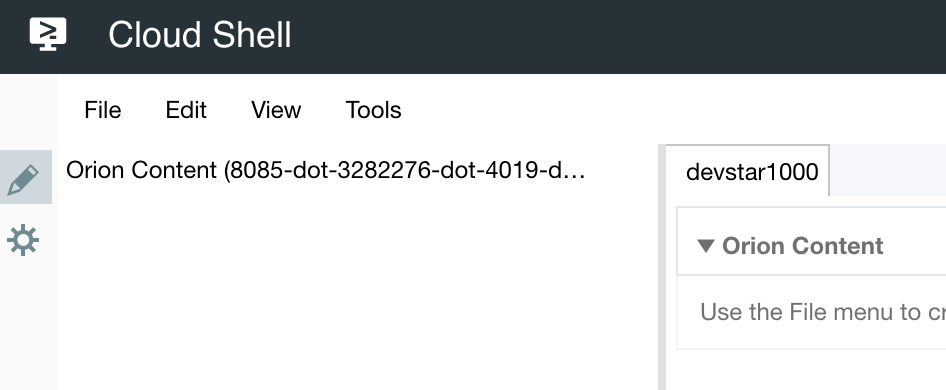 Cloud Shell
File Edit View Tools
Orion Content (8085-dot-3282276-dot-4019-d…
devstar1000
Orion Content
Use the File menu to